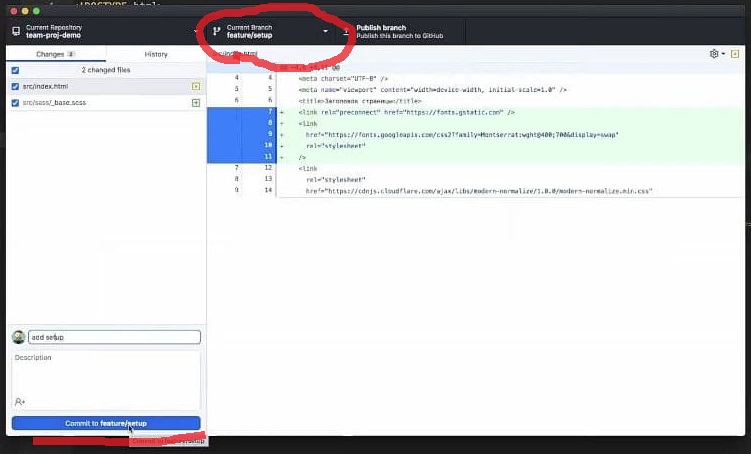 <!DOCTYPE html>
Current Repository
team-proj-demo
Current Branch
feature/setup
Publish branch
Publish this branch to GitHub
Changes 2
History
src/index.html
2 changed files
src/index.html
src/sass/_base.scss
4 4 <meta charset="UTF-8" />
5 5 <meta name="viewport" content="width=device-width, initial-scale=1.0" />
6 6 <title>Заголовок страницы</title>
7 + <link rel="preconnect" href="https://fonts.gstatic.com" />
8 + <link
9 + href="https://fonts.googleapis.com/css2?family=Montserrat:wght@400;700&display=swap"
10 + rel="stylesheet"
11 + />
7 12 <link
8 13 rel="stylesheet"
9 14 href="https://cdnjs.cloudflare.com/ajax/libs/modern-normalize/1.0.0/modern-normalize.min.css"
add setup
Description
Commit to feature/setup
Commit to feature/setup